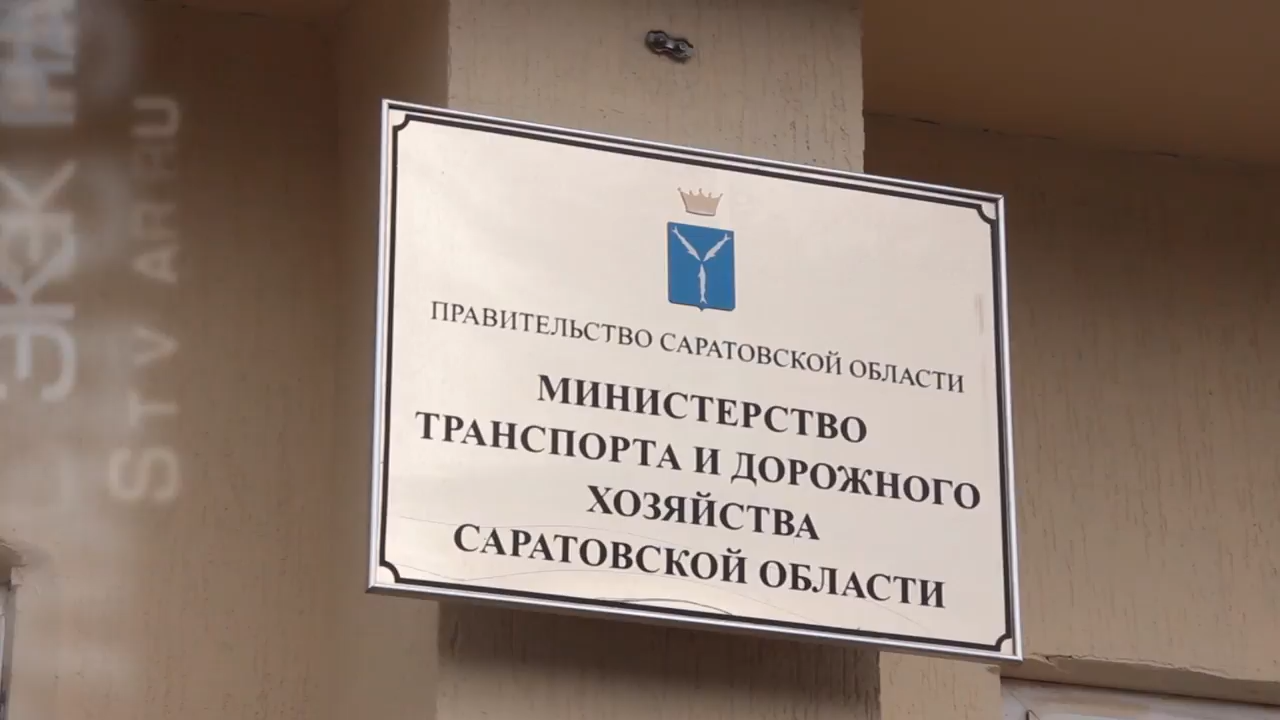 ПРАВИТЕЛЬСТВО САРАТОВСКОЙ ОБЛАСТИ
МИНИСТЕРСТВО
ТРАНСПОРТА И ДОРОЖНОГО
ХОЗЯЙСТВА
САРАТОВСКОЙ ОБЛАСТИ